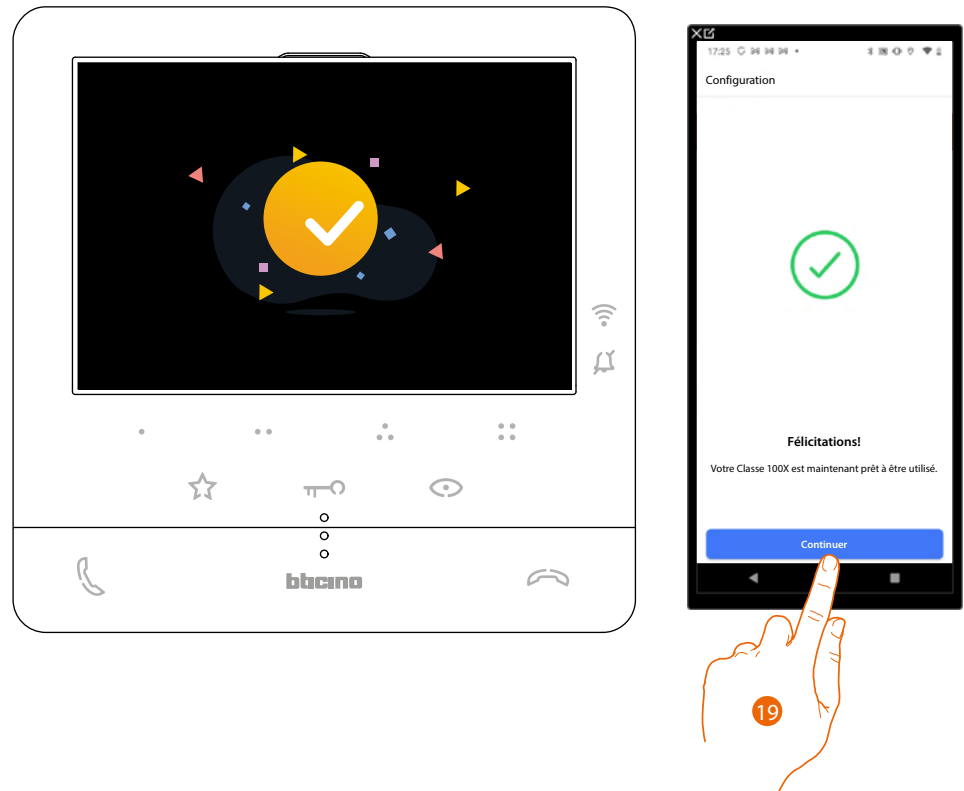 17:25
Configuration
Félicitations!
Votre Classe 100X est maintenant prêt à être utilisé.
Continuer
bticino
19